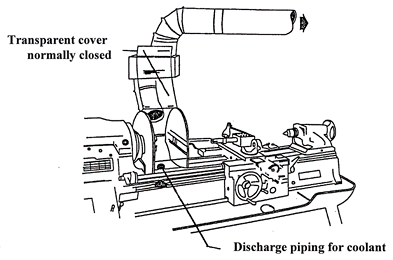 Transparent cover
normally closed
Discharge piping for coolant